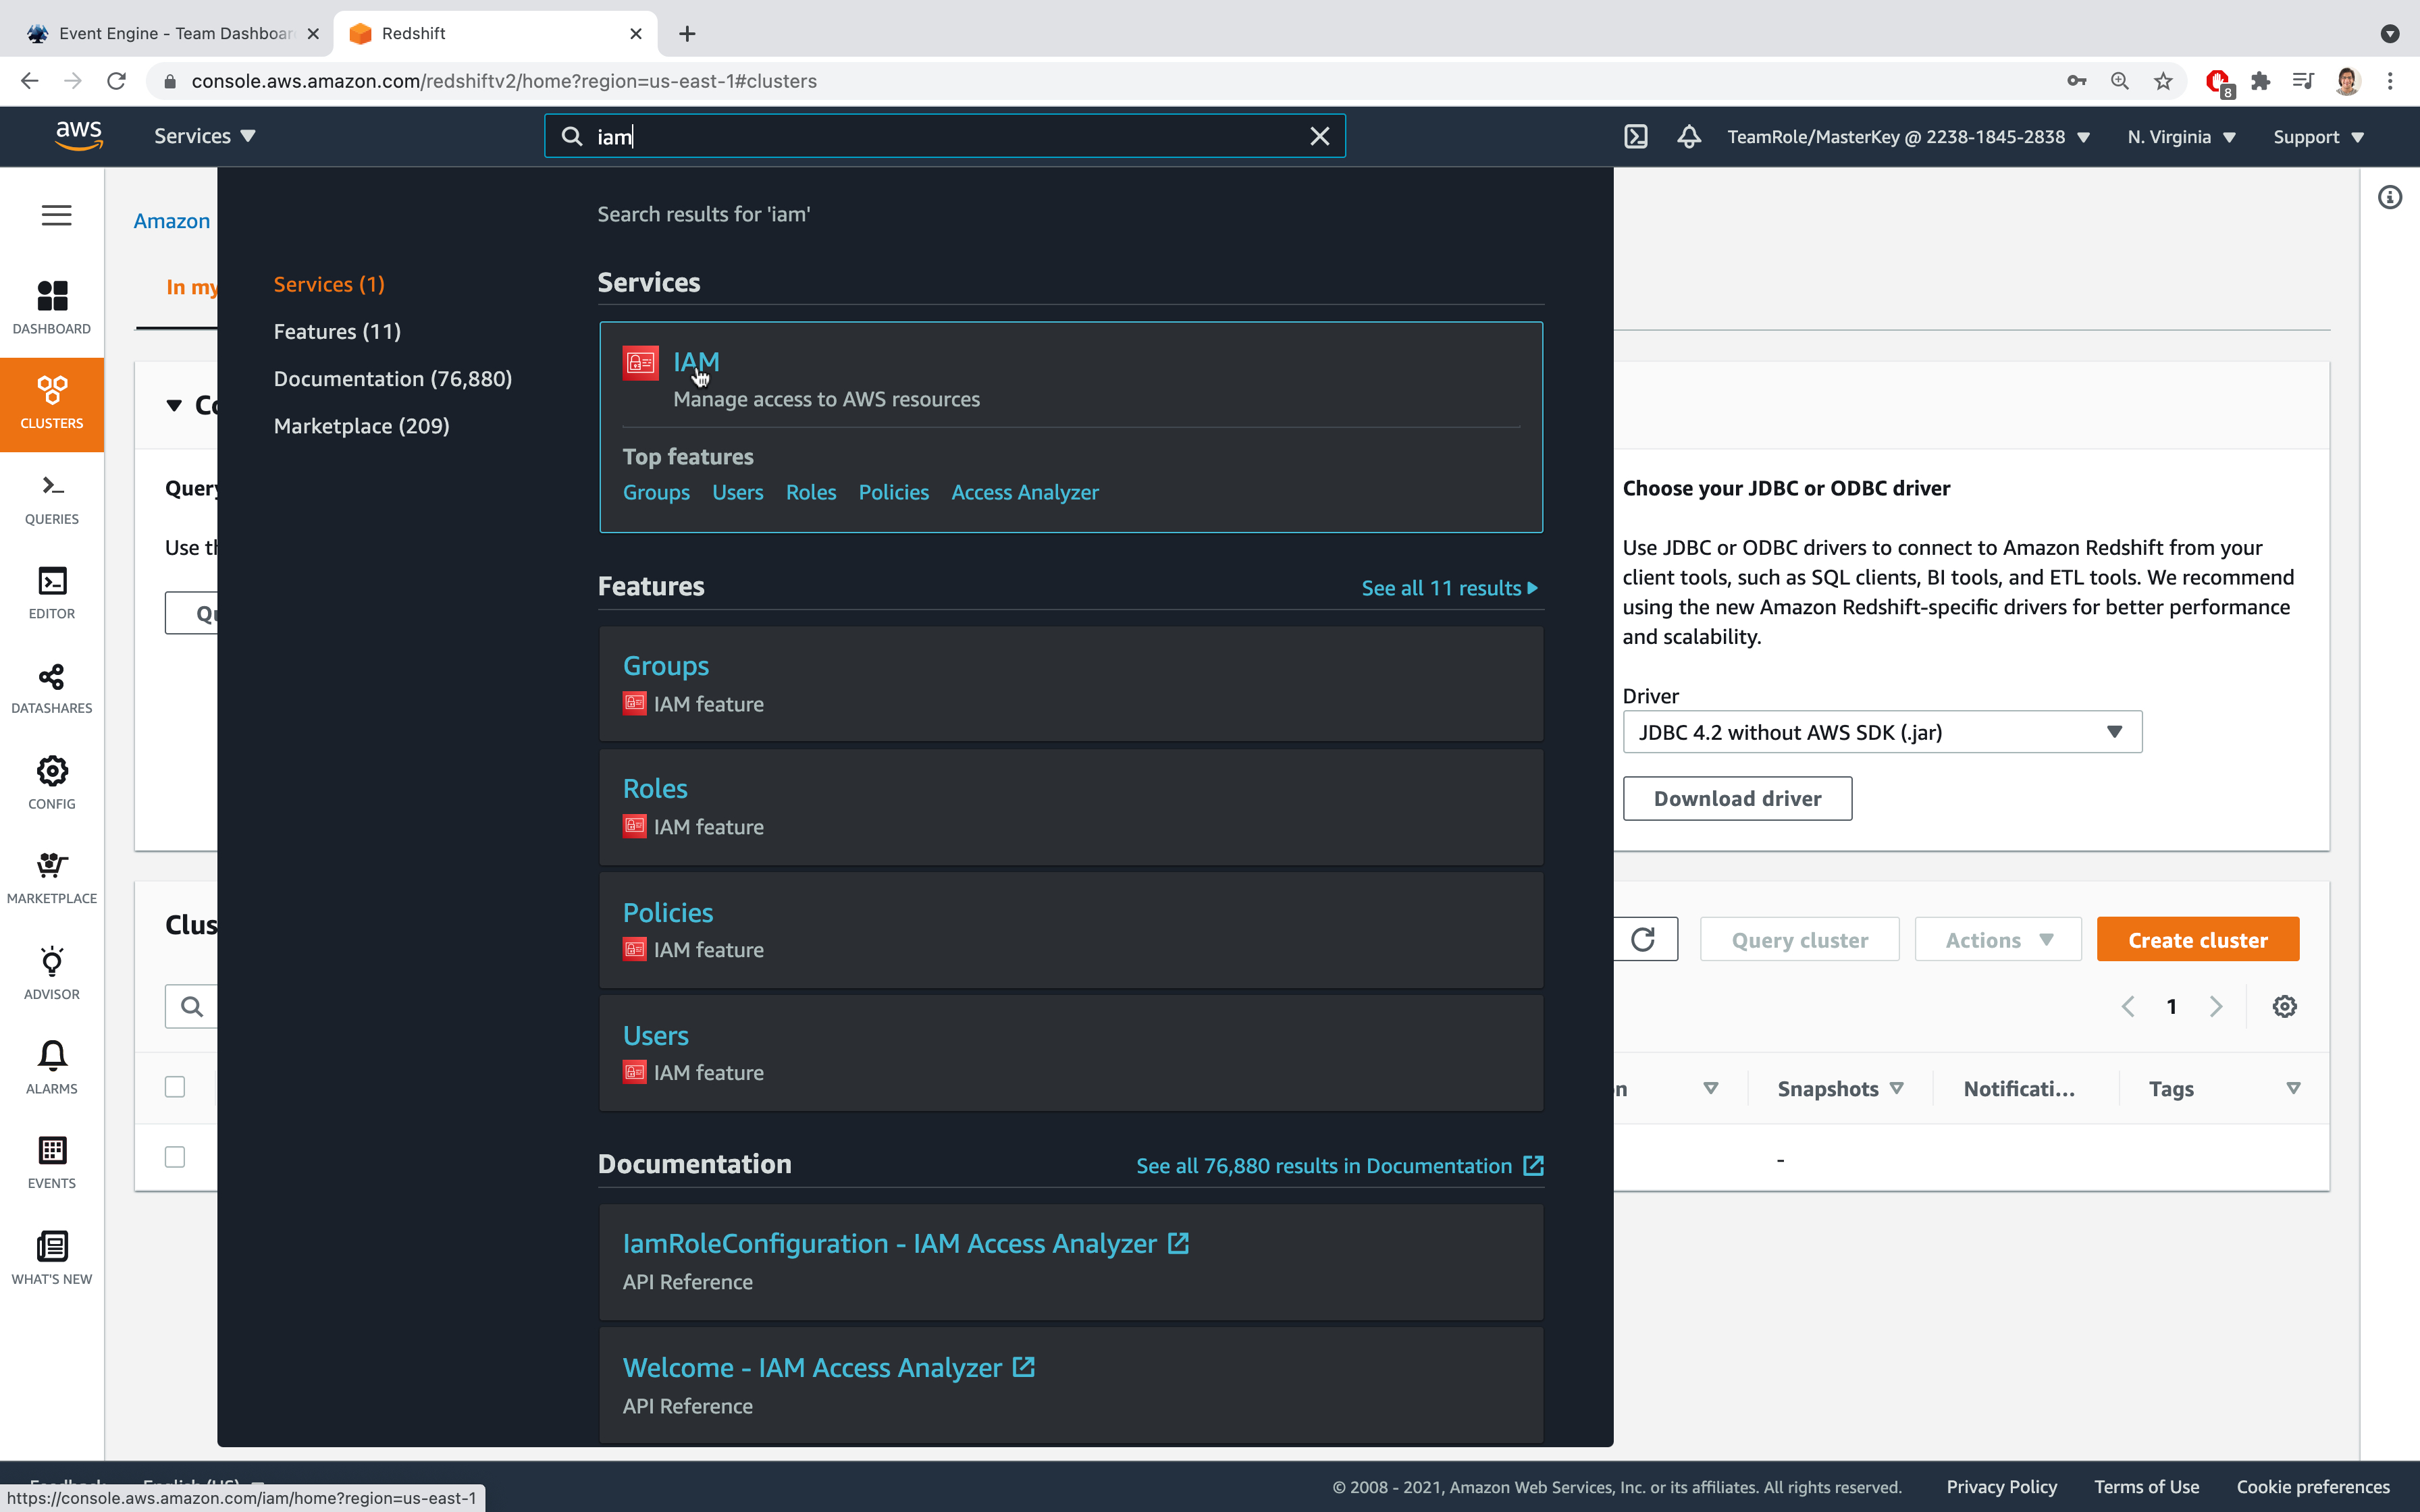 Event Engine - Team Dashboar
Redshift
console.aws.amazon.com/redshiftv2/home?region=us-east-1#clusters
8
aws
Services
iam
TeamRole/MasterKey @ 2238-1845-2838
N. Virginia
Support
DASHBOARD
CLUSTERS
QUERIES
EDITOR
DATASHARES
CONFIG
MARKETPLACE
ADVISOR
ALARMS
EVENTS
WHAT'S NEW
Amazon
In my
Co
Query
Use th
Qu
Clus
Search results for 'iam'
Services (1)
Features (11)
Documentation (76,880)
Marketplace (209)
Services
IAM
Manage access to AWS resources
Top features
Groups Users Roles Policies Access Analyzer
Features
See all 11 results
Groups
IAM feature
Roles
IAM feature
Policies
IAM feature
Users
IAM feature
Documentation
See all 76,880 results in Documentation
IamRoleConfiguration - IAM Access Analyzer
API Reference
Welcome - IAM Access Analyzer
API Reference
Choose your JDBC or ODBC driver
Use JDBC or ODBC drivers to connect to Amazon Redshift from your
client tools, such as SQL clients, BI tools, and ETL tools. We recommend
using the new Amazon Redshift-specific drivers for better performance
and scalability.
Driver
JDBC 4.2 without AWS SDK (.jar)
Download driver
Query cluster
Actions
Create cluster
1
n
Snapshots
Notificati...
Tags
-
© 2008 - 2021, Amazon Web Services, Inc. or its affiliates. All rights reserved.
Privacy Policy
Terms of Use
Cookie preferences
https://console.aws.amazon.com/iam/home?region=us-east-1